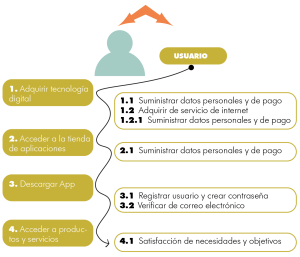 USUARIO
1. Adquirir tecnología
digital
1.1 Suministrar datos personales y de pago
1.2 Adquirir de servicio de internet
1.2.1 Suministrar datos personales y de pago
2. Acceder a la tienda
de aplicaciones
2.1 Suministrar datos personales y de pago
3. Descargar App
3.1 Registrar usuario y crear contraseña
3.2 Verificar de correo electrónico
4. Acceder a produc-
tos y servicios
4.1 Satisfacción de necesidades y objetivos